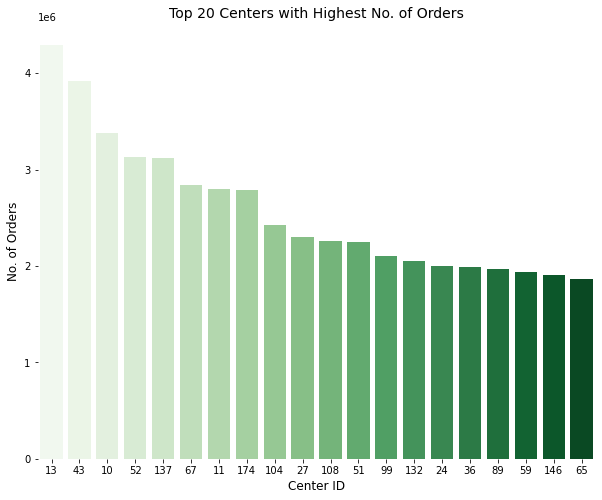 Top 20 Centers with Highest No. of Orders
1e6
4
3
2
1
0
No. of Orders
13 43 10 52 137 67 11 174 104 27 108 51 99 132 24 36 89 59 146 65
Center ID